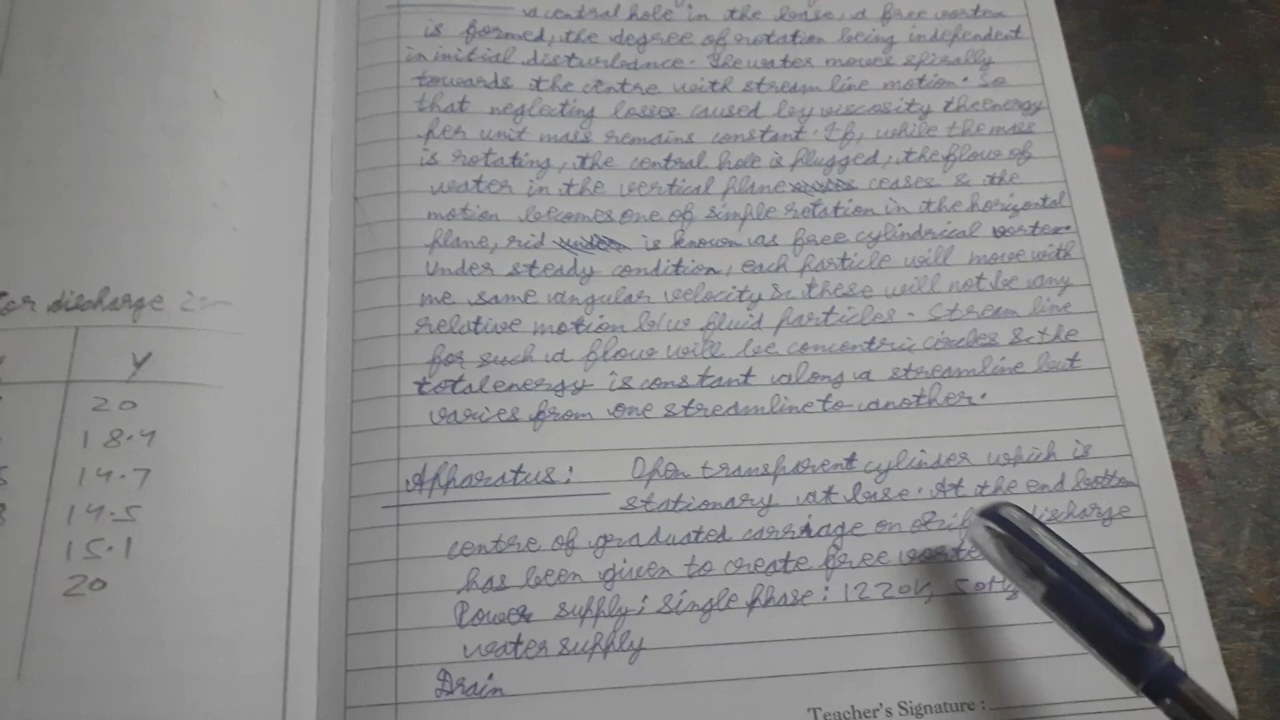 for discharge is
Y
20
18.4
14.7
14.5
15.1
20
a central hole in the base, a free vortex
is formed, the degree of rotation being independent
in initial disturbance. The water moves spirally
towards the centre with stream line motion. So
that neglecting losses caused by viscosity the energy
per unit mass remains constant. If, while the mass
is rotating, the central hole is plugged, the flow of
water in the vertical plane ceases & the
motion becomes one of simple rotation in the horizontal
plane, rid is known as free cylindrical vortex.
Under steady condition, each particle will move with
me same angular velocity & these will not be any
relative motion b/w fluid particles. Stream line
for such a flow will be concentric circles & the
total energy is constant along a streamline but
varies from one streamline to another.
Apparatus: Open transparent cylinder which is
stationary at base. At the end bottom
centre of graduated carriage on discharge
has been given to create free
Power supply: single phase: 1220V, 50Hz
water supply
Drain
Teacher's Signature :